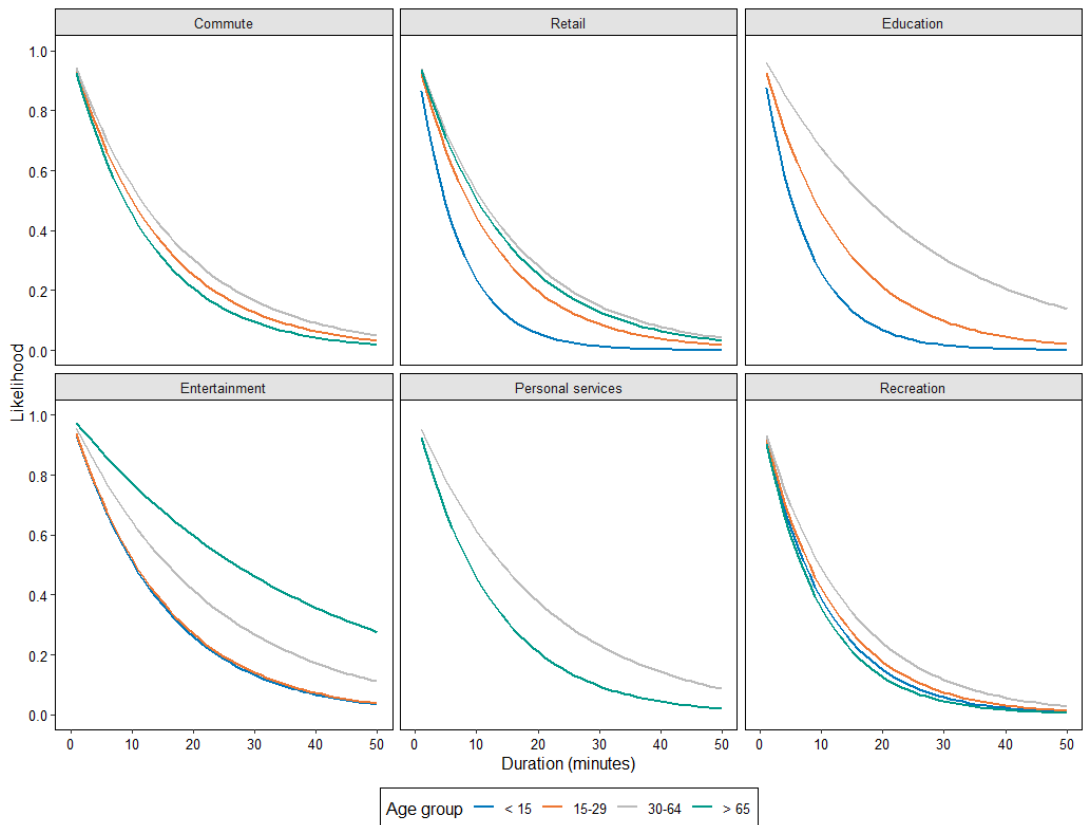 Commute
Retail
Education
1.0
0.8
0.6
0.4
0.2
0.0
Entertainment
Personal services
Recreation
1.0
0.8
0.6
0.4
0.2
0.0
Likelihood
0 10 20 30 40 50
0 10 20 30 40 50
0 10 20 30 40 50
Duration (minutes)
Age group < 15 15-29 30-64 > 65